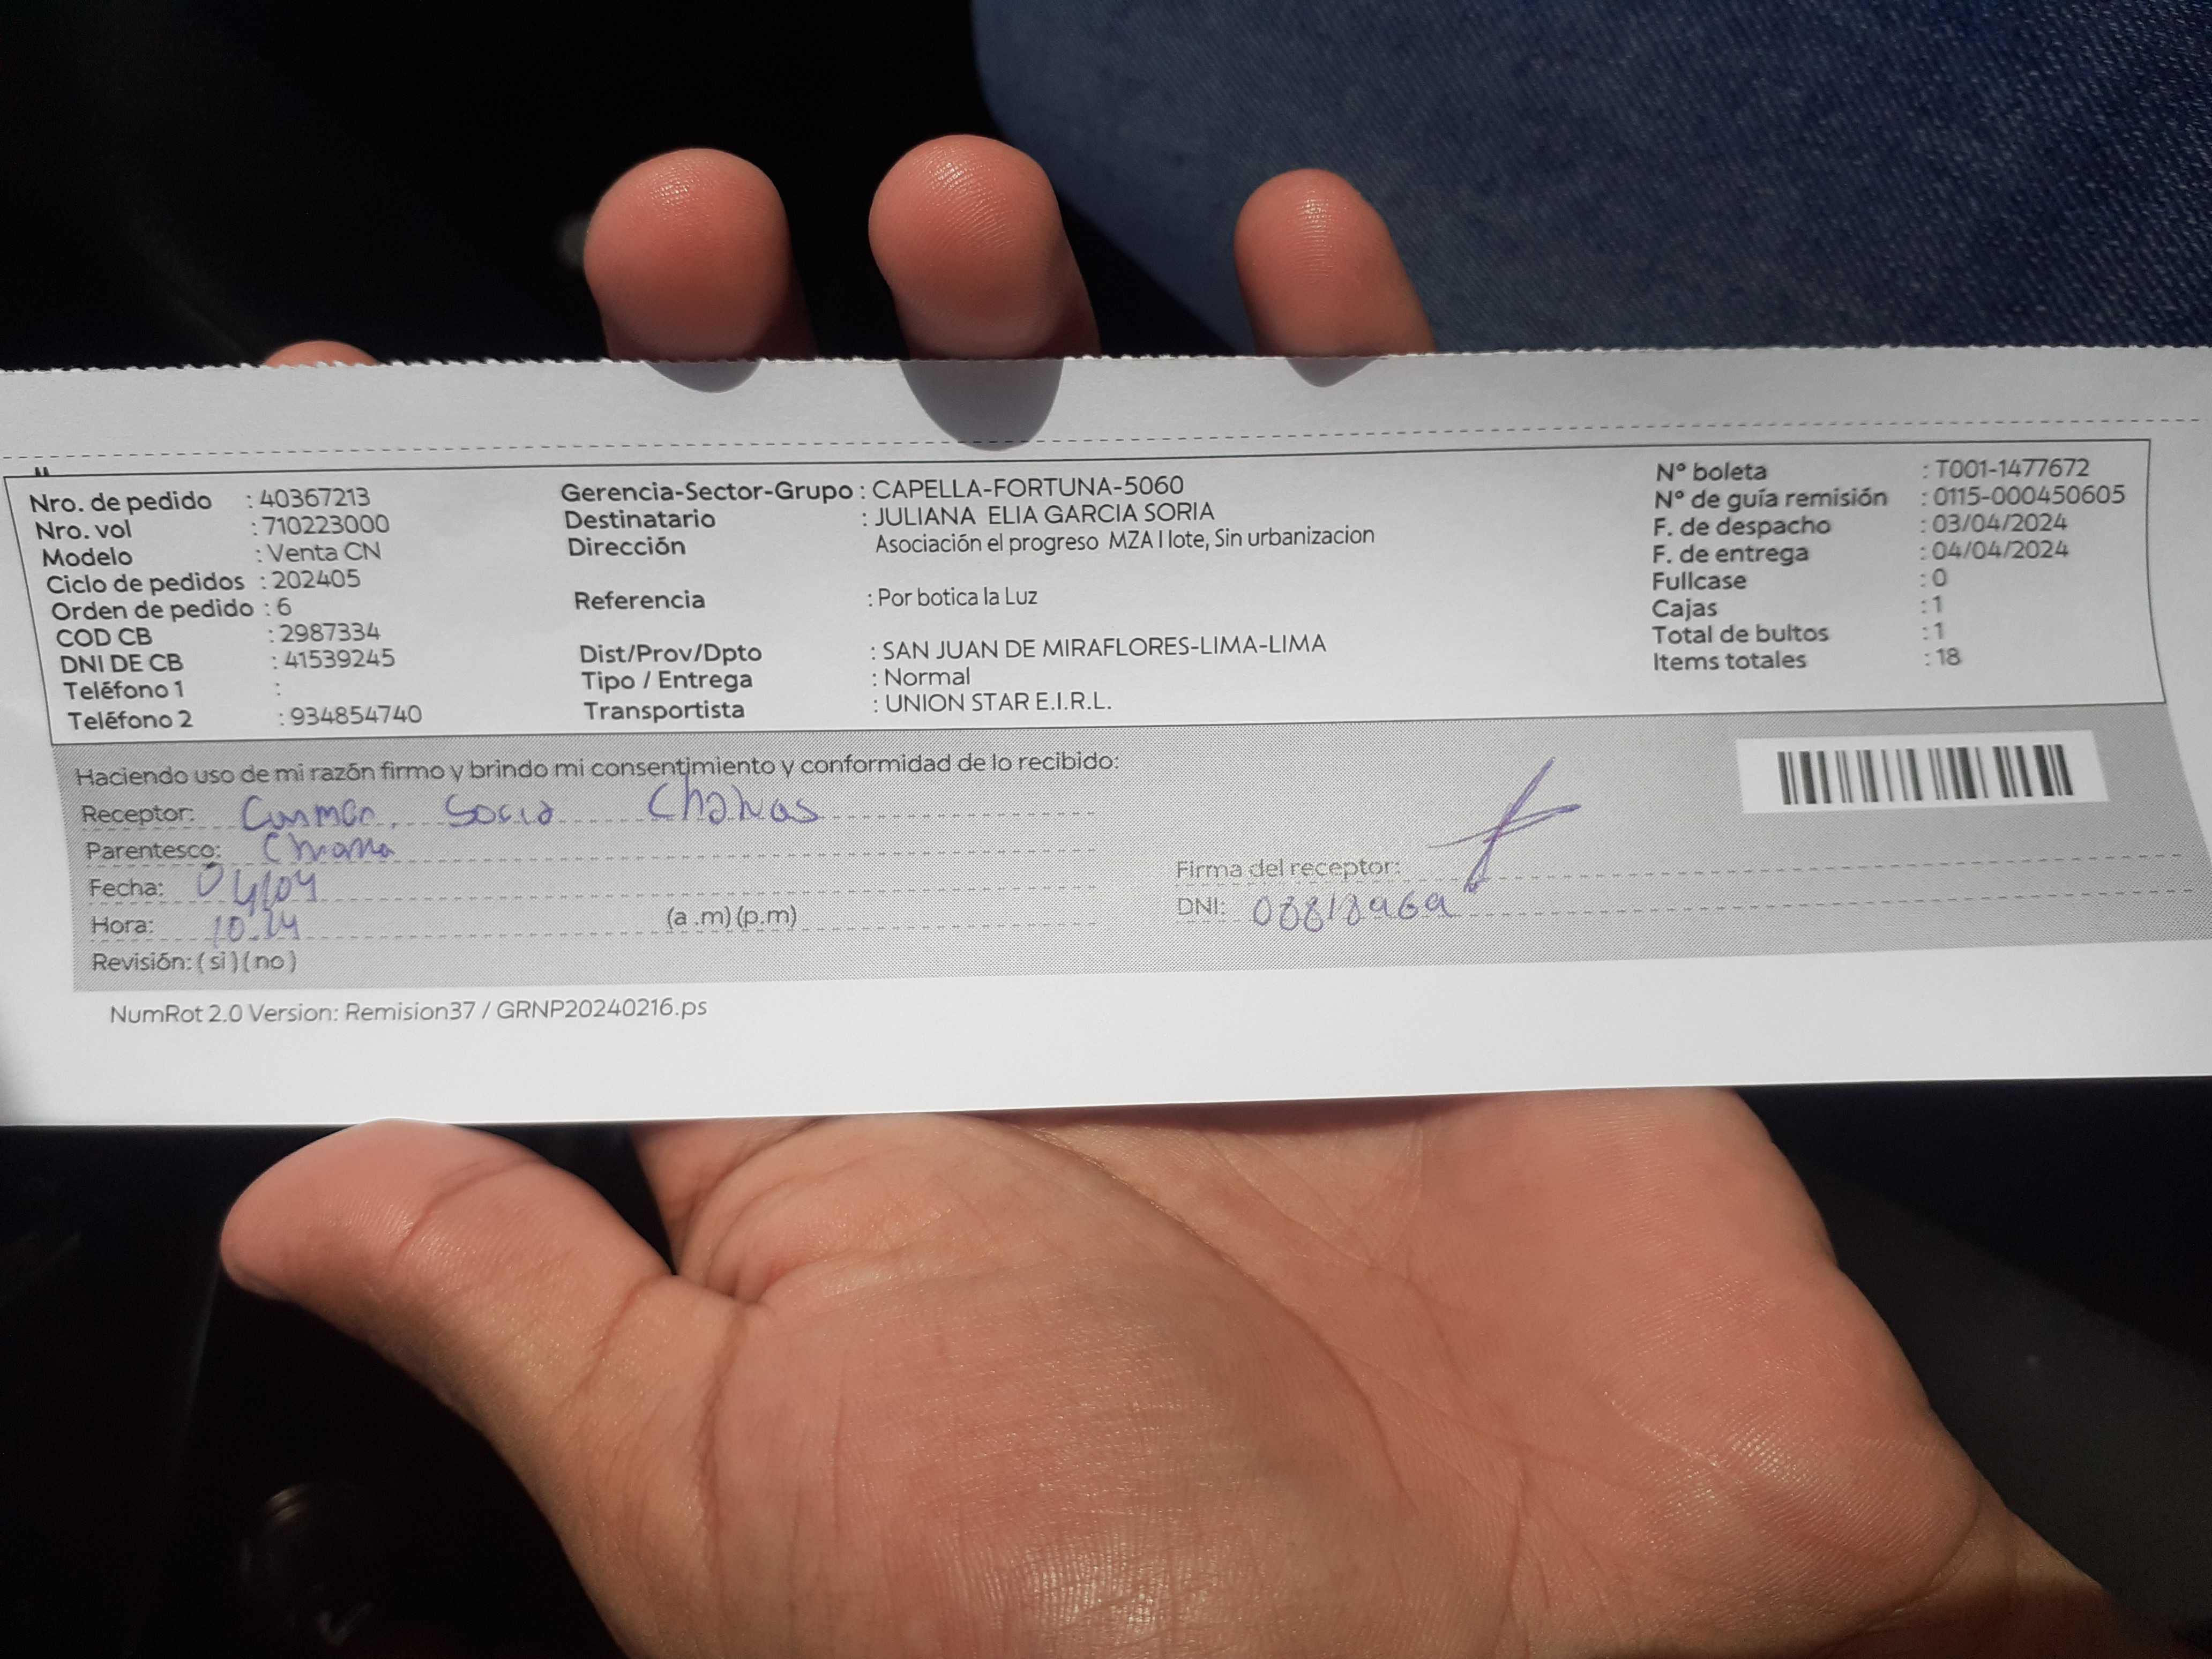 Nro. de pedido : 40367213
Nro. vol : 710223000
Modelo : Venta CN
Ciclo de pedidos : 202405
Orden de pedido : 6
COD CB : 2987334
DNI DE CB : 41539245
Teléfono 1 :
Teléfono 2 : 934854740
Gerencia-Sector-Grupo : CAPELLA-FORTUNA-5060
Destinatario : JULIANA ELIA GARCIA SORIA
Dirección Asociación el progreso MZA I lote, Sin urbanizacion
Referencia : Por botica la Luz
Dist/Prov/Dpto : SAN JUAN DE MIRAFLORES-LIMA-LIMA
Tipo / Entrega : Normal
Transportista : UNION STAR E.I.R.L.
Nº boleta : T001-1477672
Nº de guía remisión : 0115-000450605
F. de despacho : 03/04/2024
F. de entrega : 04/04/2024
Fullcase : 0
Cajas : 1
Total de bultos : 1
Items totales : 18
Haciendo uso de mi razón firmo y brindo mi consentimiento y conformidad de lo recibido:
Receptor:
Parentesco:
Fecha: 04/04
Hora: (a .m) (p.m)
Revisión: ( si ) ( no )
Firma del receptor:
DNI:
NumRot 2.0 Version: Remision37 / GRNP20240216.ps